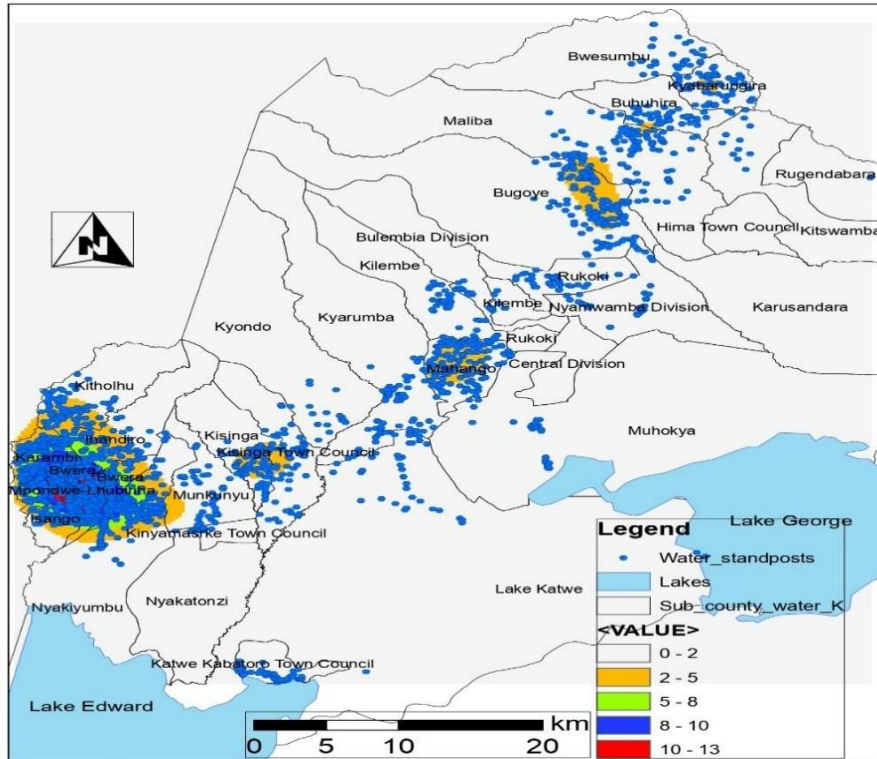 Bwesumbu
Kyabarungira
Buhuhira
Maliba
Rugendabara
Bugoye
N
Hima Town Council
Kitswamba
Bulembia Division
Kilembe
Rukoki
Kilembe
Nyamwamba Division
Karusandara
Kyondo
Kyarumba
Rukoki
Mahango
Central Division
Kitholhu
Kisinga
Muhokya
Ihandiro
Karambi
Kisinga Town Council
Bwera
Bwera
Mpondwe-Lhubiriha
Munkunyu
Isango
Kinyamasrke Town Council
Lake George
Nyakiyumbu
Nyakatonzi
Lake Katwe
Katwe Kabatoro Town Council
Lake Edward
km
0 5 10 20
Legend
Water_standposts
Lakes
Sub_county_water_K
<VALUE>
0 - 2
2 - 5
5 - 8
8 - 10
10 - 13